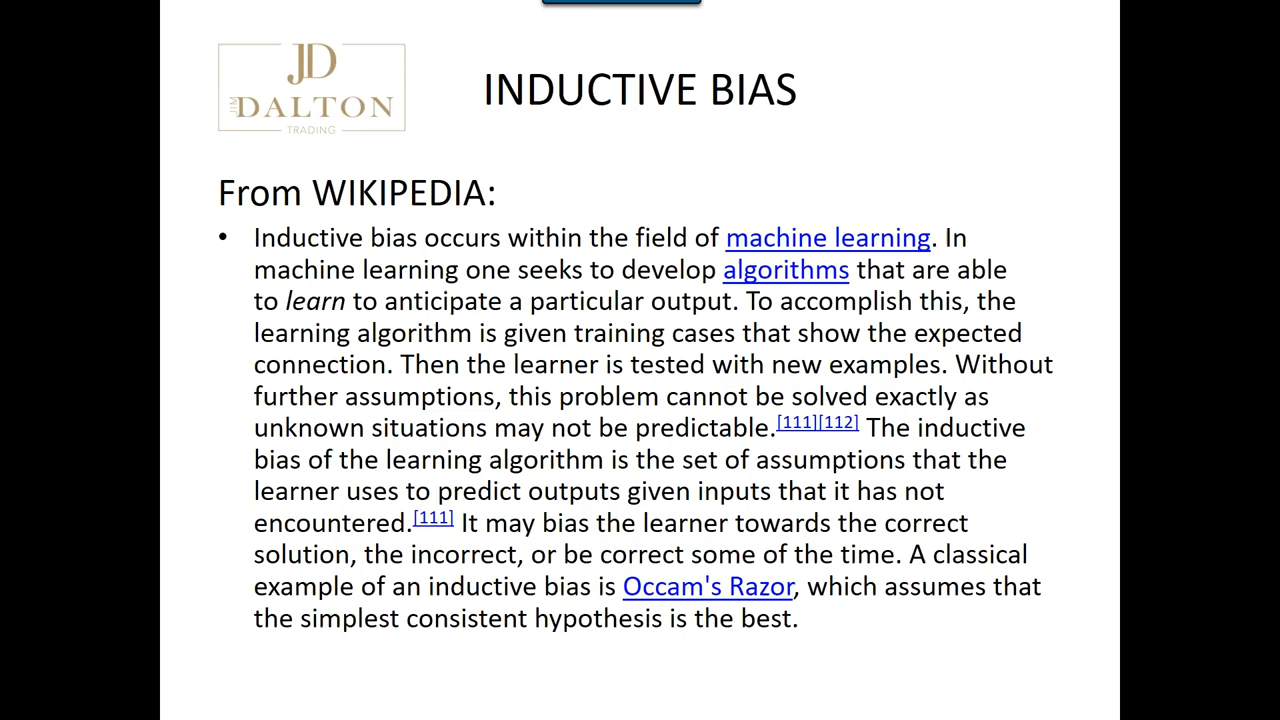 JD
JIM DALTON
TRADING
INDUCTIVE BIAS
From WIKIPEDIA:
• Inductive bias occurs within the field of machine learning. In
machine learning one seeks to develop algorithms that are able
to learn to anticipate a particular output. To accomplish this, the
learning algorithm is given training cases that show the expected
connection. Then the learner is tested with new examples. Without
further assumptions, this problem cannot be solved exactly as
unknown situations may not be predictable.[111][112] The inductive
bias of the learning algorithm is the set of assumptions that the
learner uses to predict outputs given inputs that it has not
encountered.[111] It may bias the learner towards the correct
solution, the incorrect, or be correct some of the time. A classical
example of an inductive bias is Occam's Razor, which assumes that
the simplest consistent hypothesis is the best.